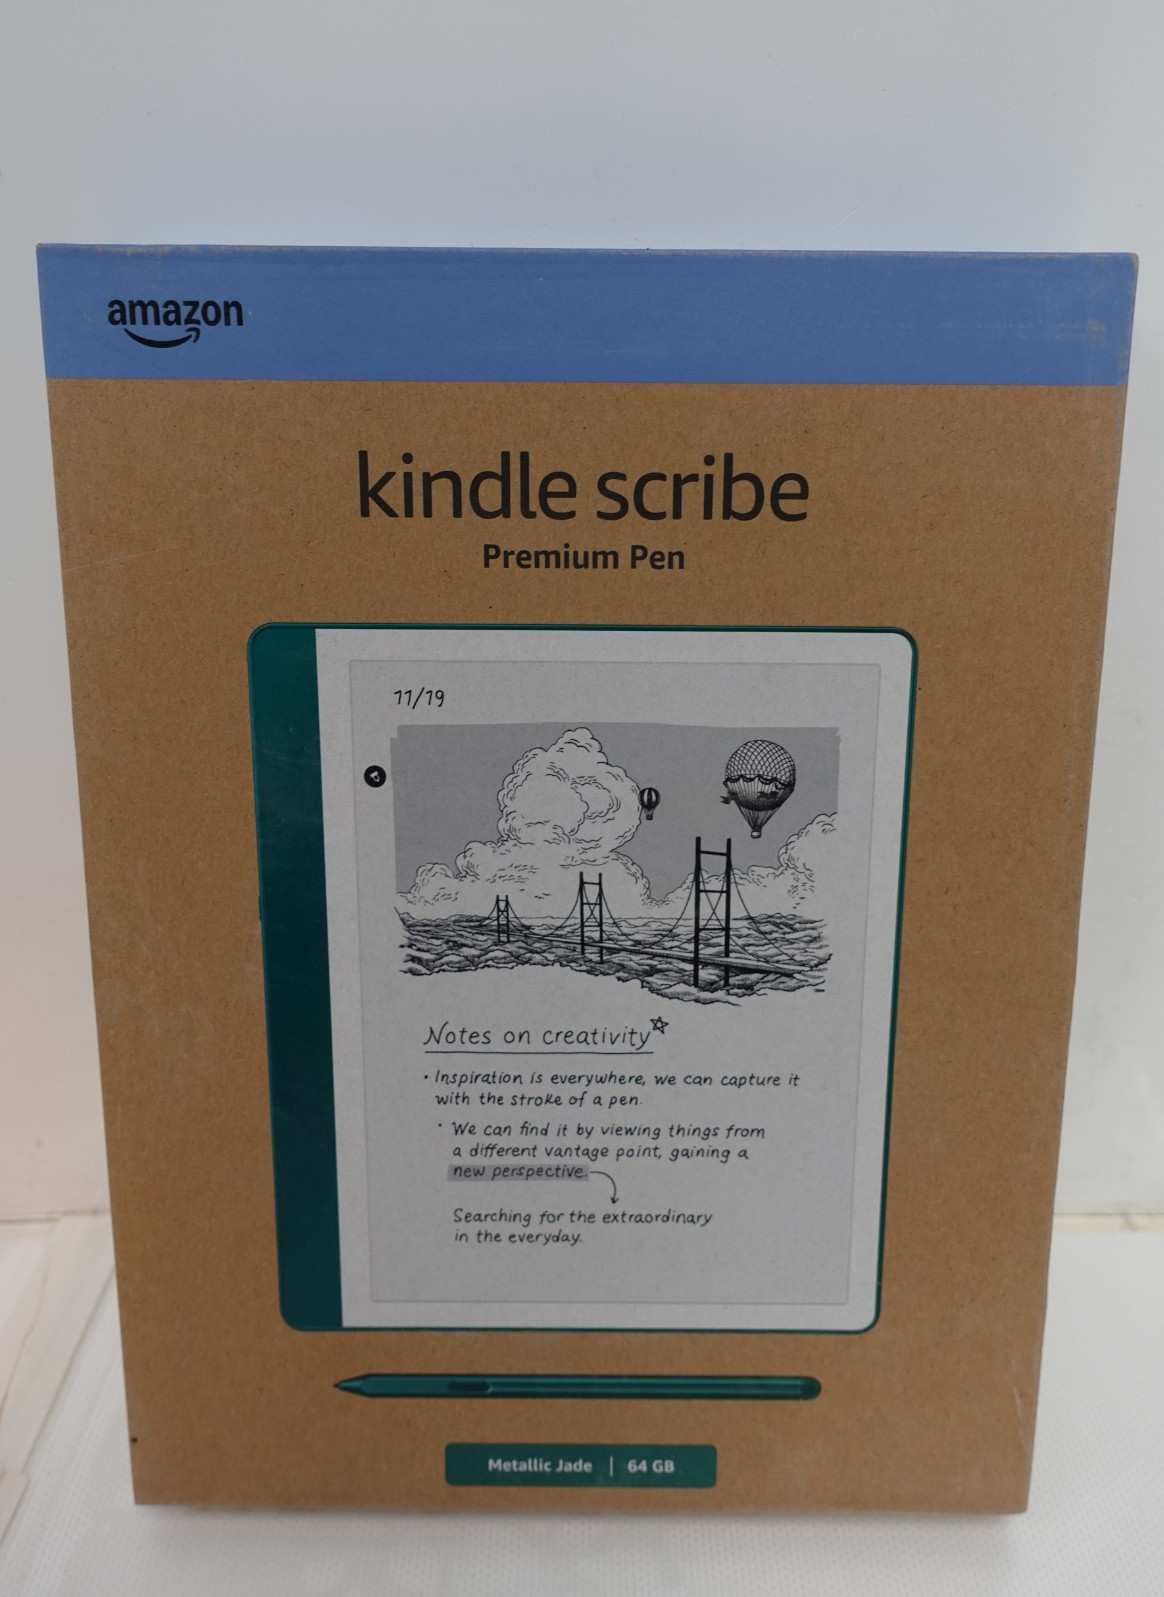 amazon
kindle scribe
Premium Pen
11/19
Notes on creativity
• Inspiration is everywhere, we can capture it
with the stroke of a pen.
• We can find it by viewing things from
a different vantage point, gaining a
new perspective.
Searching for the extraordinary
in the everyday.
Metallic Jade | 64 GB